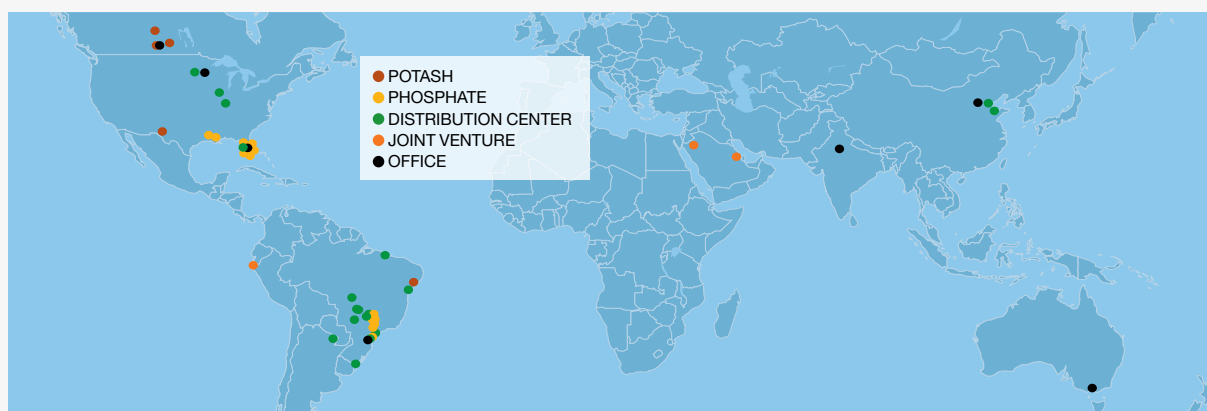 POTASH
PHOSPHATE
DISTRIBUTION CENTER
JOINT VENTURE
OFFICE